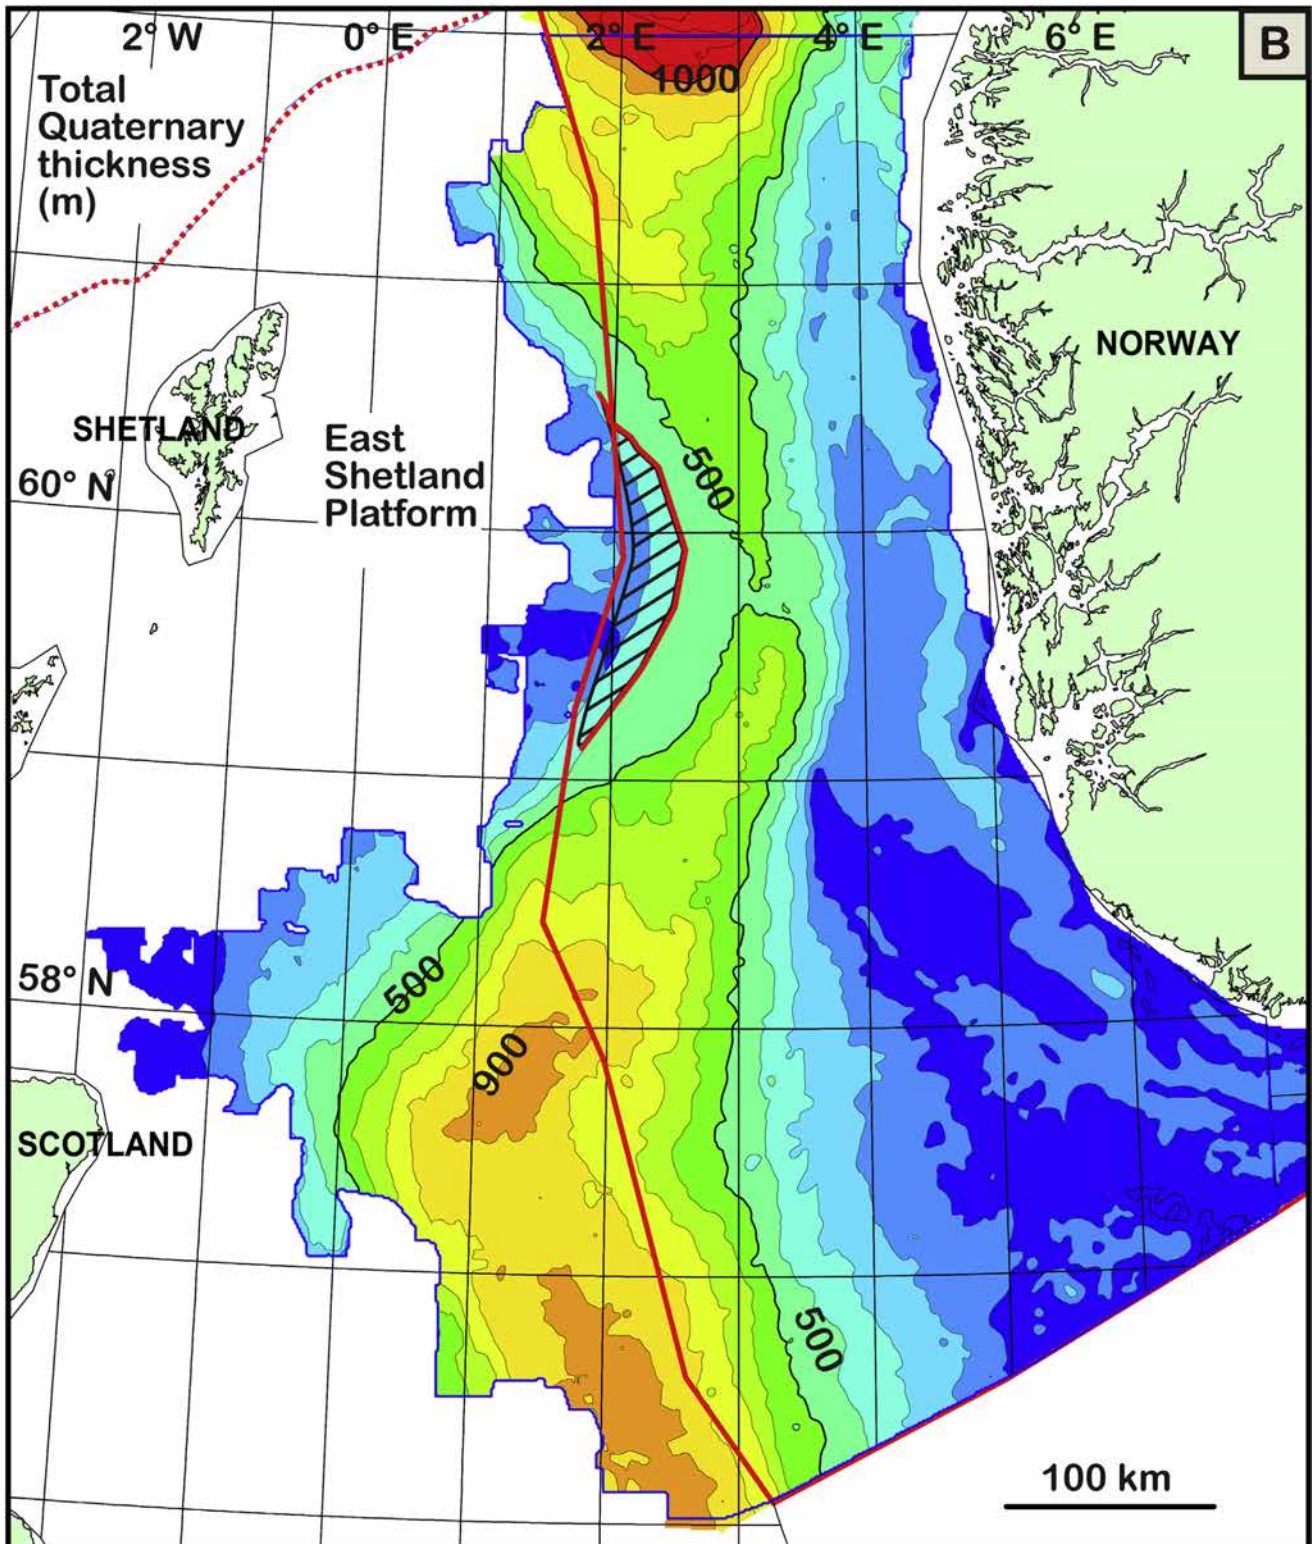 2° W
0° E
2° E
4° E
6° E
B
1000
Total
Quaternary
thickness
(m)
NORWAY
SHETLAND
East
Shetland
Platform
500
60° N
500
58° N
900
SCOTLAND
500
100 km